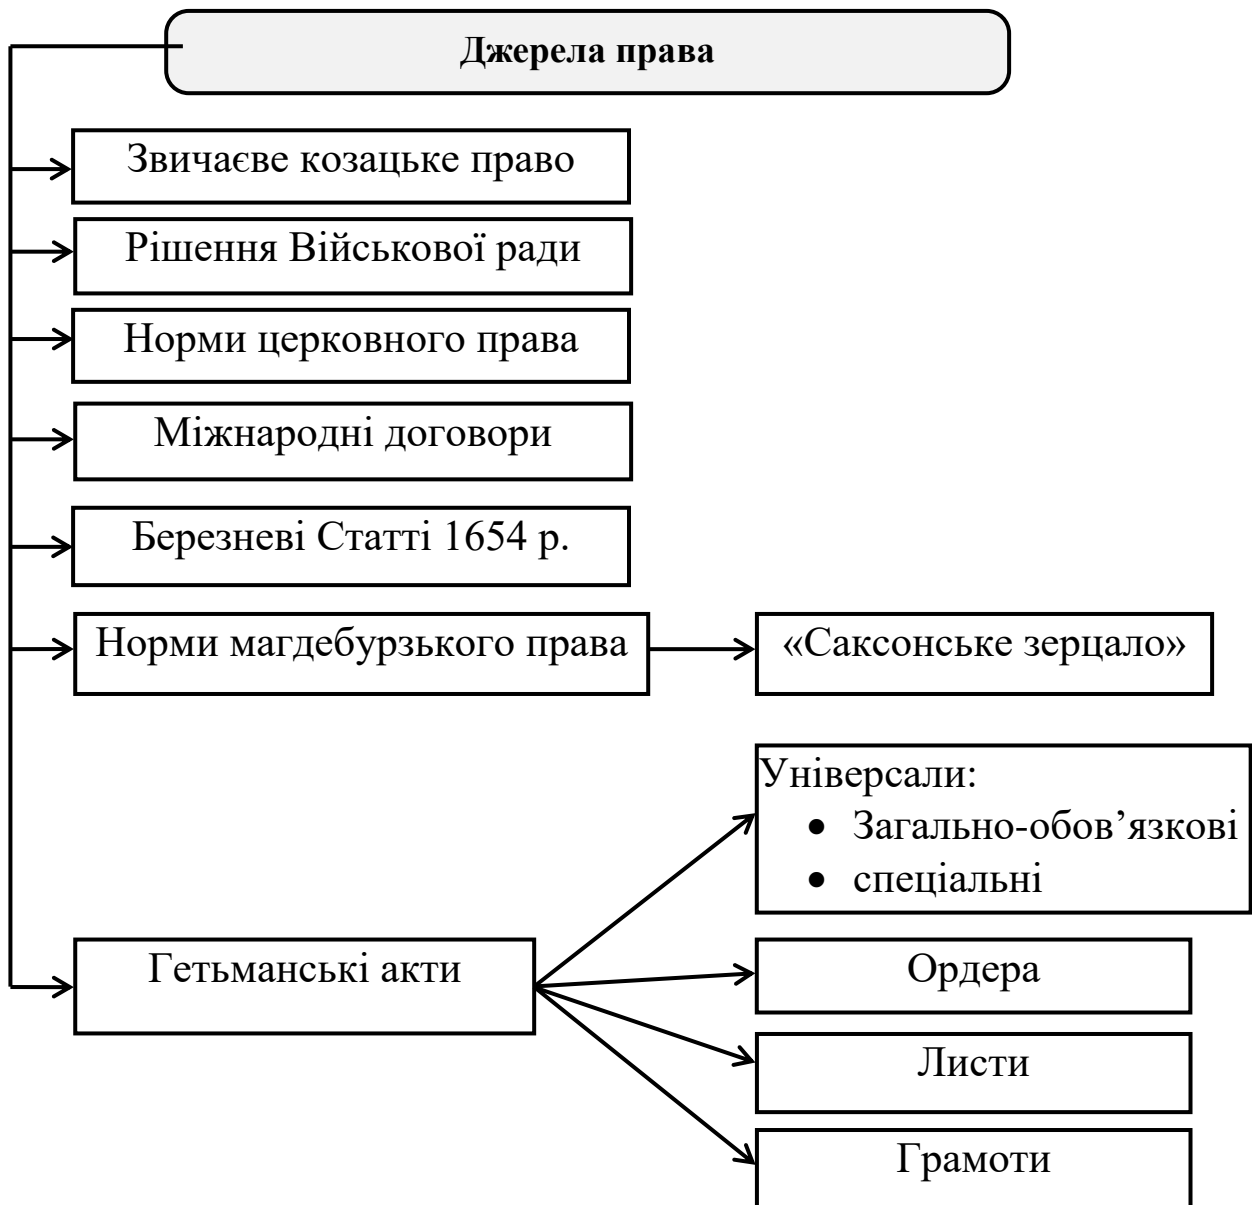 Джерела права
Звичаєве козацьке право
Рішення Військової ради
Норми церковного права
Міжнародні договори
Березневі Статті 1654 р.
Норми магдебурзького права
«Саксонське зерцало»
Гетьманські акти
Універсали:
• Загально-обов’язкові
• спеціальні
Ордера
Листи
Грамоти